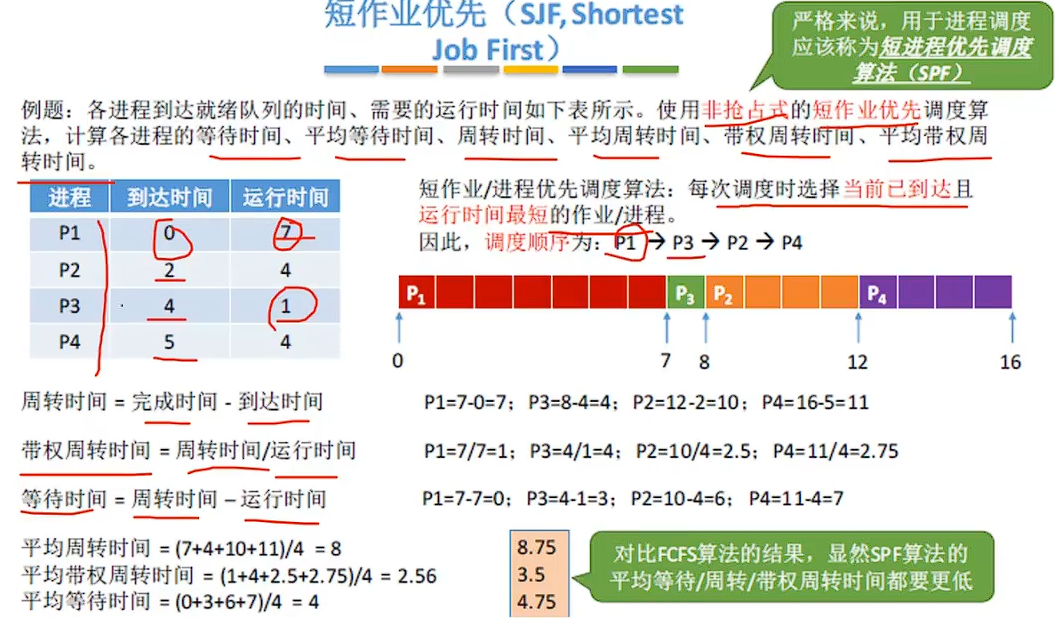 短作业优先（SJF,Shortest
Job First）
严格来说，用于进程调度
应该称为短进程优先调度
算法（SPF）
例题：各进程到达就绪队列的时间、需要的运行时间如下表所示。使用非抢占式的短作业优先调度算
法，计算各进程的等待时间、平均等待时间、周转时间、平均周转时间、带权周转时间、平均带权周
转时间。
进程 到达时间 运行时间
P1 0 7
P2 2 4
P3 4 1
P4 5 4
短作业/进程优先调度算法：每次调度时选择当前已到达且
运行时间最短的作业/进程。
因此，调度顺序为：P1→P3→P2→P4
P1 P3 P2 P4
0 7 8 12 16
周转时间 = 完成时间 - 到达时间
P1=7-0=7；P3=8-4=4；P2=12-2=10；P4=16-5=11
带权周转时间 = 周转时间/运行时间
P1=7/7=1；P3=4/1=4；P2=10/4=2.5；P4=11/4=2.75
等待时间 = 周转时间 – 运行时间
P1=7-7=0；P3=4-1=3；P2=10-4=6；P4=11-4=7
平均周转时间 = (7+4+10+11)/4 = 8
平均带权周转时间 = (1+4+2.5+2.75)/4 = 2.56
平均等待时间 = (0+3+6+7)/4 = 4
8.75
3.5
4.75
对比FCFS算法的结果，显然SPF算法的
平均等待/周转/带权周转时间都要更低